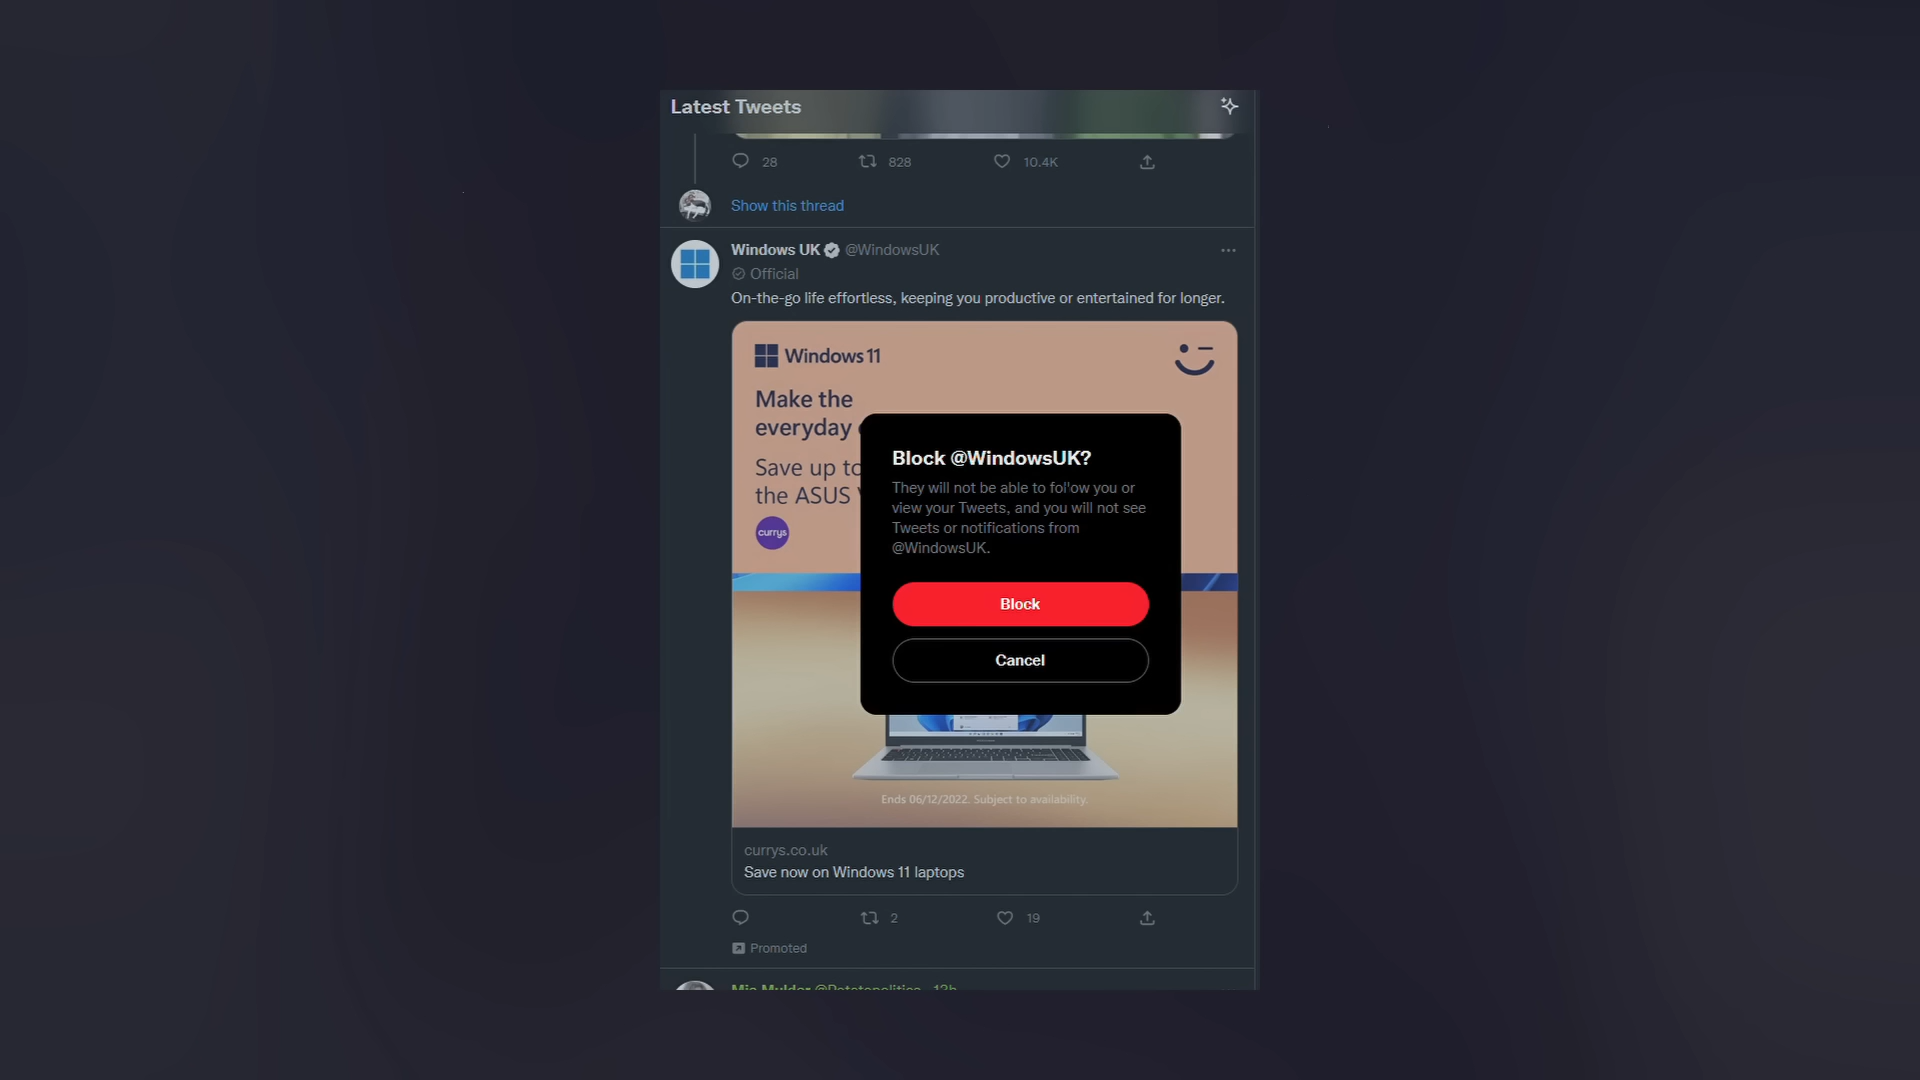 Latest Tweets
28 828 10.4K
Show this thread
Windows UK @WindowsUK
Official
On-the-go life effortless, keeping you productive or entertained for longer.
Windows 11
Make the
everyday
Save up to
the ASUS
currys
Block @WindowsUK?
They will not be able to follow you or
view your Tweets, and you will not see
Tweets or notifications from
@WindowsUK.
Block
Cancel
Ends 06/12/2022. Subject to availability.
currys.co.uk
Save now on Windows 11 laptops
2 19
Promoted
Mulder 13h